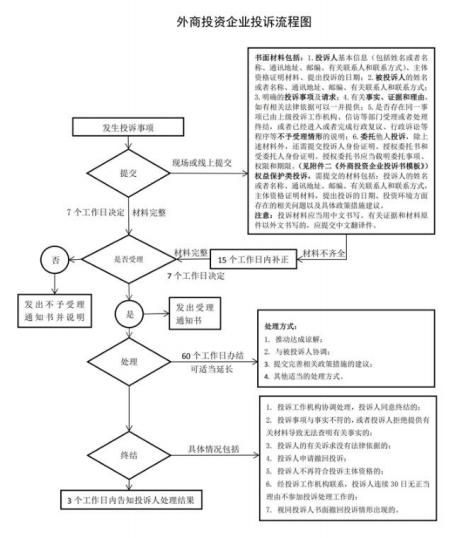 外商投资企业投诉流程图
书面材料包括：1.投诉人基本信息（包括姓名或者名
称、通讯地址、邮编、有关联系人和联系方式）、主体
资格证明材料、提出投诉的日期；2.被投诉人的姓名
或者名称、通讯地址、邮编、有关联系人和联系方式；
3.明确的投诉事项及请求；4.有关事实、证据和理由，
如有相关法律依据可以一并提供；5.是否存在同一事
项已由上级投诉工作机构、信访等部门受理或者处理
终结，或者已经进入或者完成行政复议、行政诉讼等
程序等不予受理的情形说明；6.委托他人投诉，除上
述材料外，还需提交投诉人身份证明、授权委托书和
受委托人身份证明，授权委托书应当载明委托事项、
权限和期限。（见附件二《外商投资企业投诉书模板》）
权益保护类投诉，需提交的材料包括：投诉人的姓名
或者名称、通讯地址、邮编、有关联系人和联系方式，
主体资格证明材料，提出投诉的日期，投资环境方面
存在的相关问题以及具体政策措施建议。
注意：投诉材料应当用中文书写。有关证据和材料原
件以外文书写的，应提交中文翻译件。
发生投诉事项
现场或线上提交
提交
7个工作日决定
材料完整
材料完整
材料不齐全
15个工作日内补正
否
是否受理
7个工作日决定
发出不予受理
通知书并说明
是
发出受理
通知书
处理
60个工作日办结
可适当延长
处理方式：
1. 推动达成谅解；
2. 与被投诉人协调；
3. 提交完善相关政策措施的建议；
4. 其他适当的处理方式。
终结
具体情况包括
1. 投诉工作机构协调处理，投诉人同意终结的；
2. 投诉事项与事实不符的，或者投诉人拒绝提供有
关材料导致无法查明有关事实的；
3. 投诉人的有关诉求没有法律依据的；
4. 投诉人申请撤回投诉；
5. 投诉人不再符合投诉主体资格的；
6. 经投诉工作机构联系，投诉人连续30日无正当
理由不参加投诉处理工作的；
7. 视同投诉人书面撤回投诉情形出现的。
3个工作日内告知投诉人处理结果